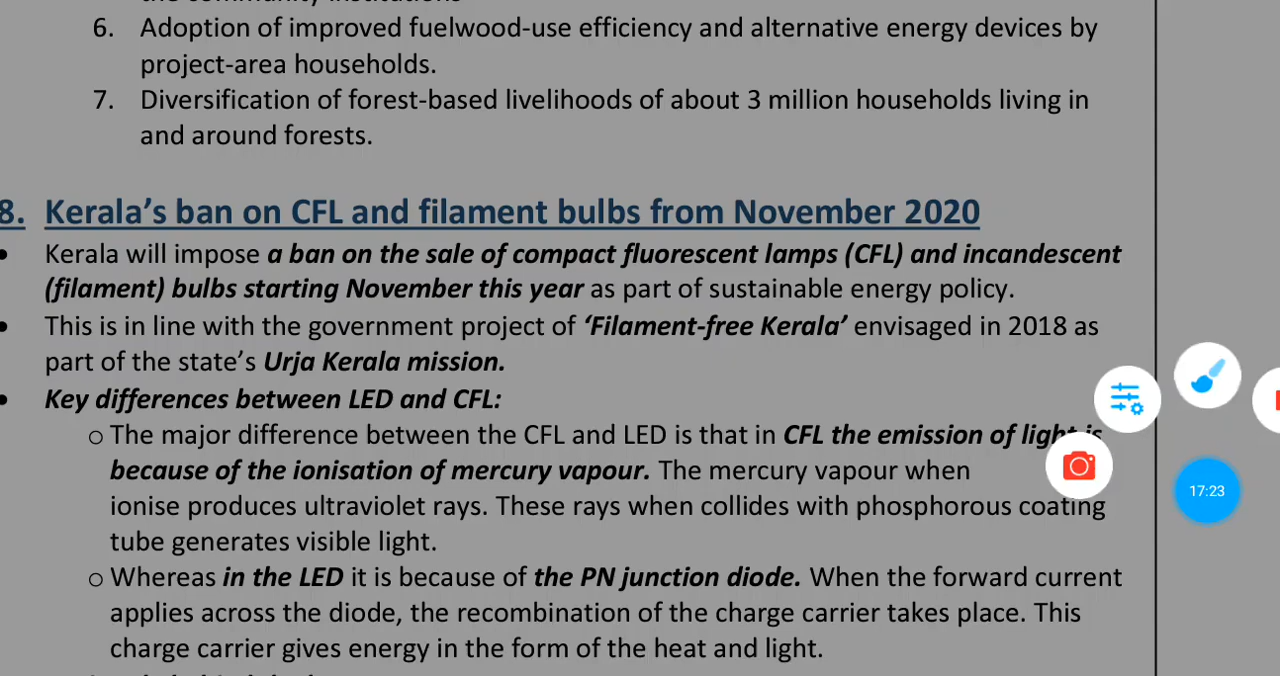 6. Adoption of improved fuelwood-use efficiency and alternative energy devices by
project-area households.
7. Diversification of forest-based livelihoods of about 3 million households living in
and around forests.
8. Kerala's ban on CFL and filament bulbs from November 2020
• Kerala will impose a ban on the sale of compact fluorescent lamps (CFL) and incandescent
(filament) bulbs starting November this year as part of sustainable energy policy.
• This is in line with the government project of ‘Filament-free Kerala’ envisaged in 2018 as
part of the state's Urja Kerala mission.
• Key differences between LED and CFL:
o The major difference between the CFL and LED is that in CFL the emission of light is
because of the ionisation of mercury vapour. The mercury vapour when
ionise produces ultraviolet rays. These rays when collides with phosphorous coating
tube generates visible light.
17:23
o Whereas in the LED it is because of the PN junction diode. When the forward current
applies across the diode, the recombination of the charge carrier takes place. This
charge carrier gives energy in the form of the heat and light.